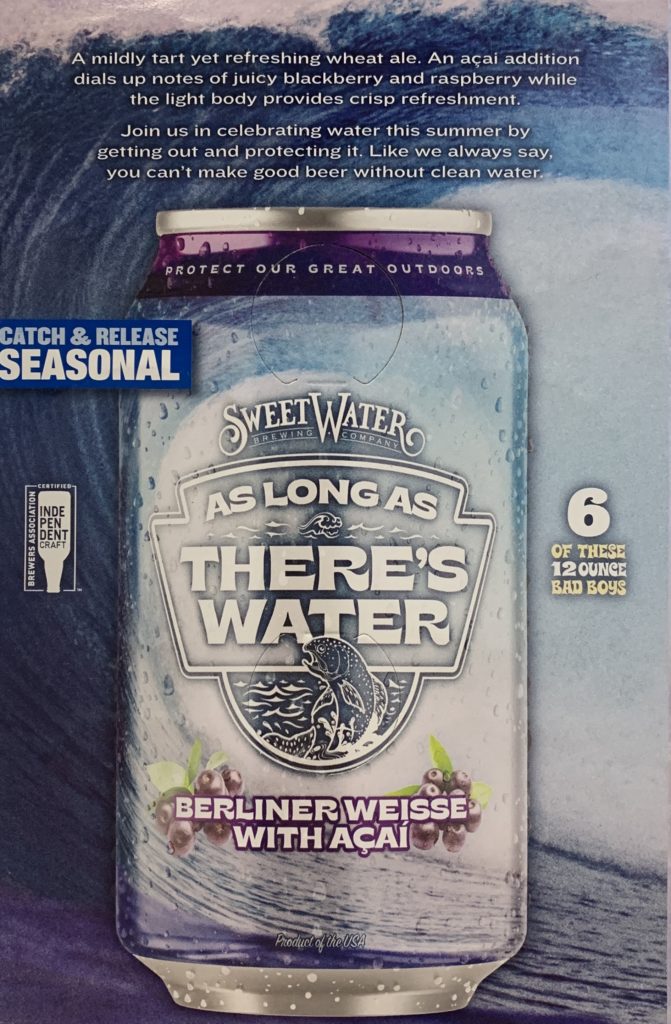 A mildly tart yet refreshing wheat ale. An açai addition
dials up notes of juicy blackberry and raspberry while
the light body provides crisp refreshment.
Join us in celebrating water this summer by
getting out and protecting it. Like we always say,
you can't make good beer without clean water.
PROTECT OUR GREAT OUTDOORS
CATCH & RELEASE
SEASONAL
SWEETWATER
BREWING COMPANY
AS LONG AS
THERE'S
WATER
CERTIFIED
BREWERS ASSOCIATION
INDE
PEN
DENT
CRAFT
TM
6
OF THESE
12 OUNCE
BAD BOYS
BERLINER WEISSE
WITH AÇAÍ
Product of the USA